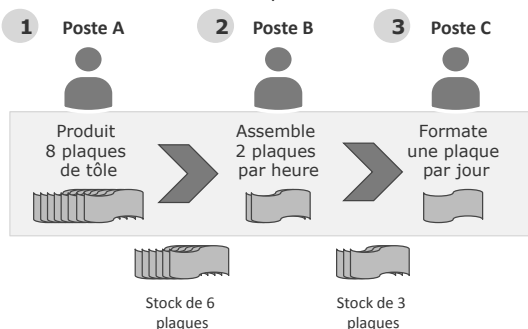 1 Poste A
2 Poste B
3 Poste C
Produit
8 plaques
de tôle
Assemble
2 plaques
par heure
Formate
une plaque
par jour
Stock de 6
plaques
Stock de 3
plaques